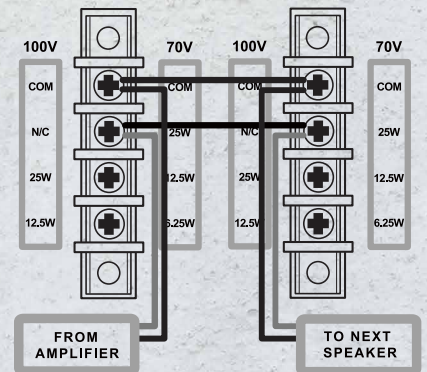 100V
COM
N/C
25W
12.5W
70V
COM
25W
12.5W
6.25W
100V
COM
N/C
25W
12.5W
70V
COM
25W
12.5W
6.25W
FROM
AMPLIFIER
TO NEXT
SPEAKER